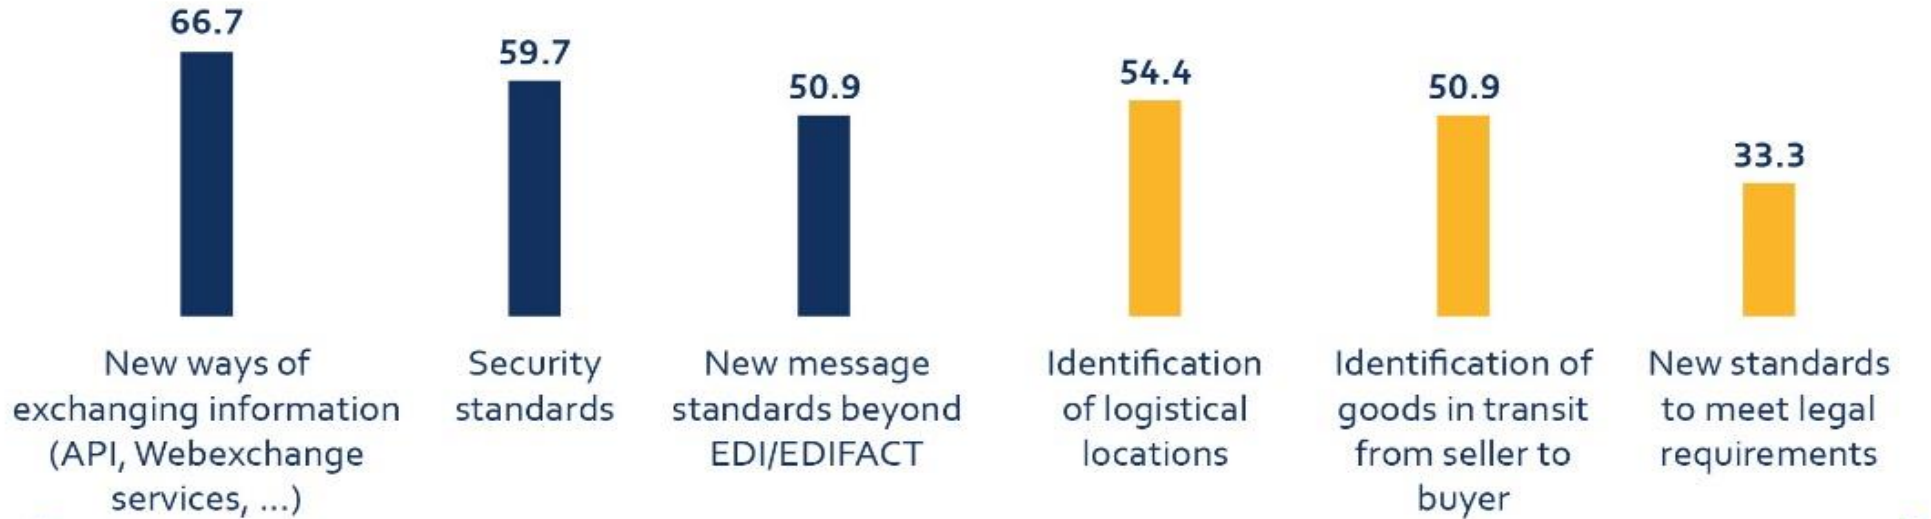 66.7
59.7
50.9
54.4
50.9
33.3
New ways of
exchanging information
(API, Webexchange
services, ...)
Security
standards
New message
standards beyond
EDI/EDIFACT
Identification
of logistical
locations
Identification of
goods in transit
from seller to
buyer
New standards
to meet legal
requirements